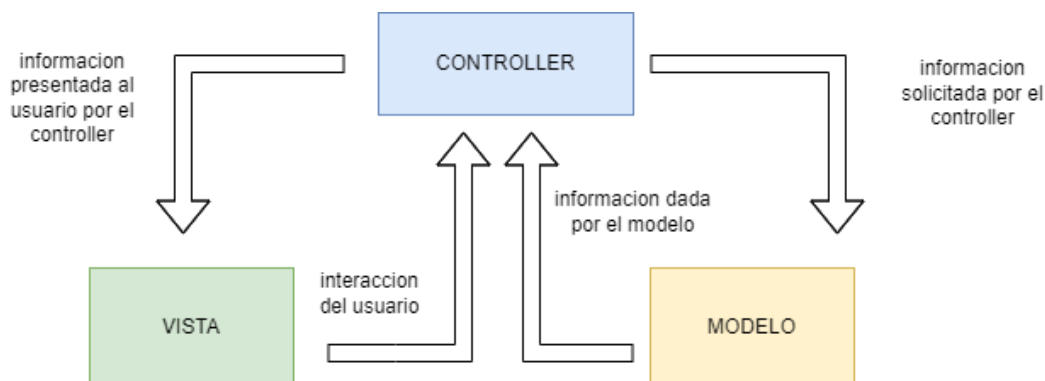 informacion
presentada al
usuario por el
controller
CONTROLLER
informacion
solicitada por el
controller
informacion dada
por el modelo
interaccion
del usuario
VISTA
MODELO